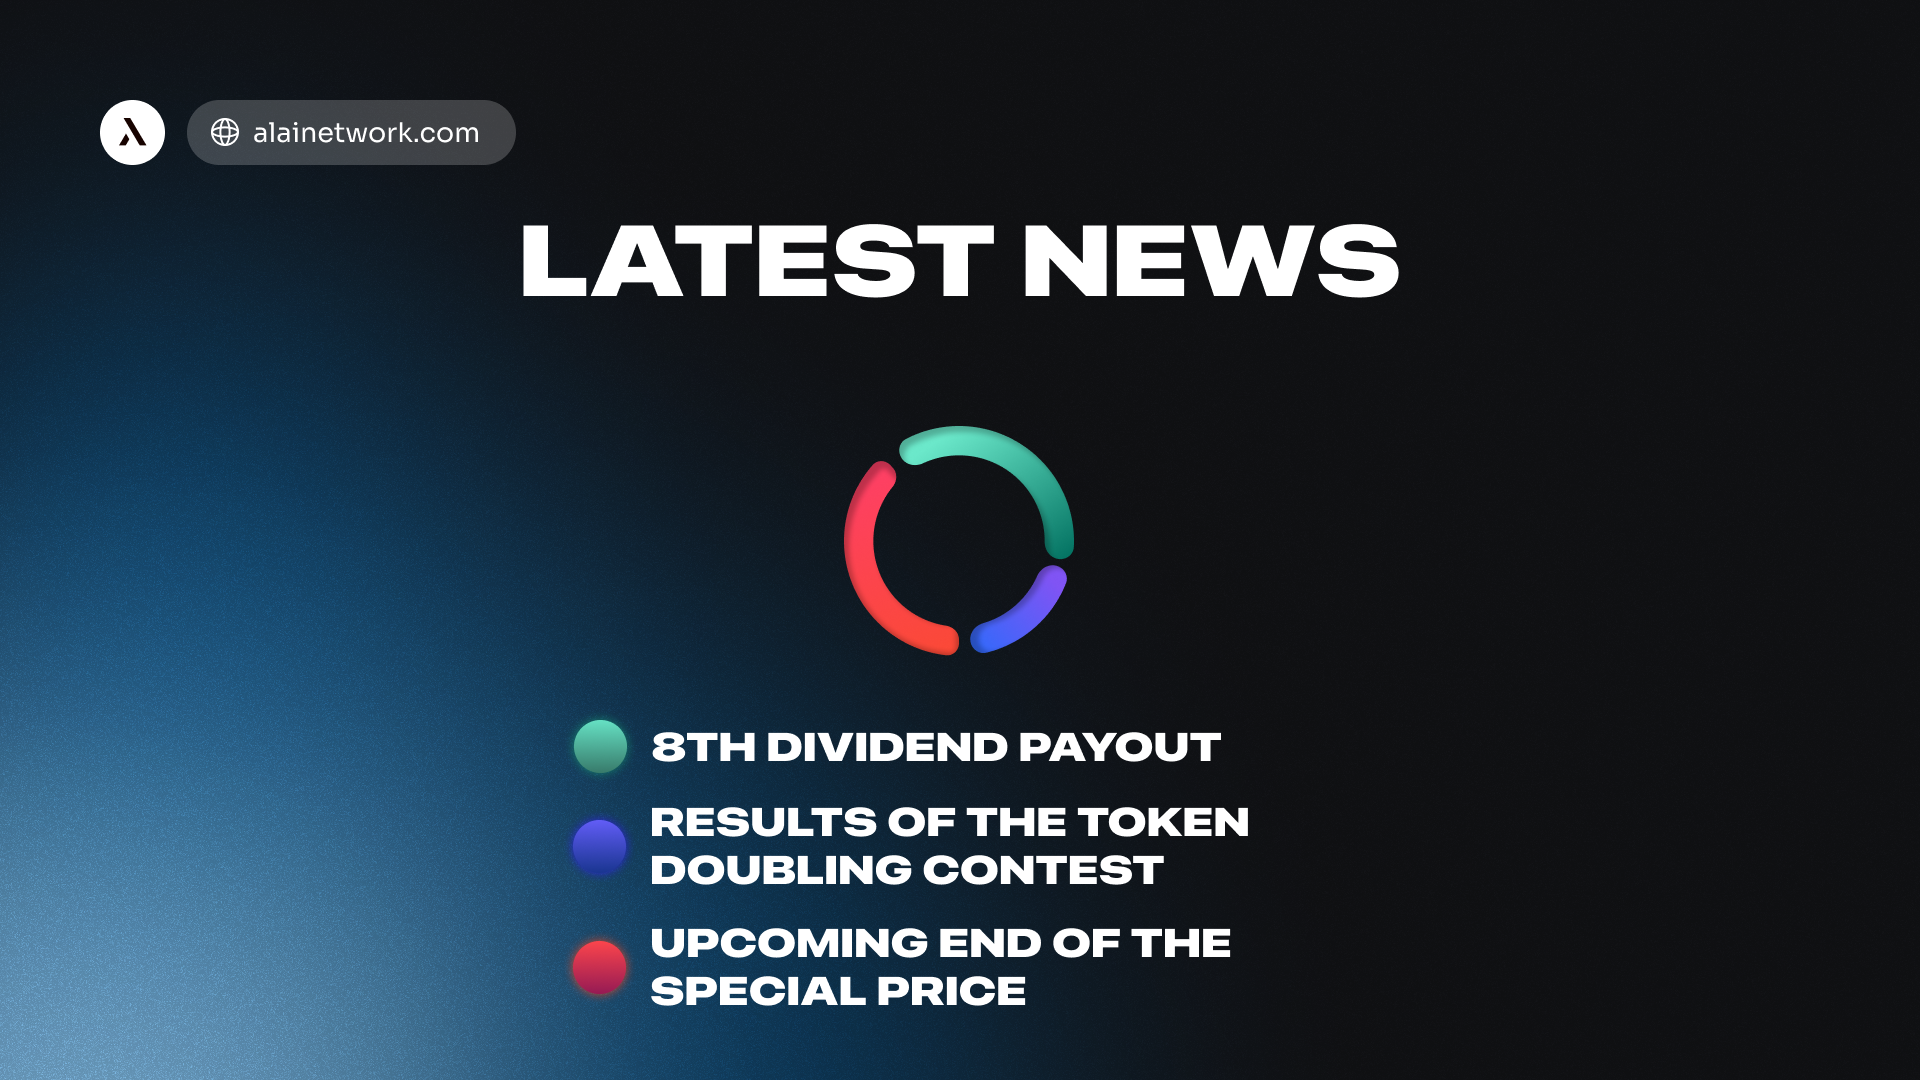 alainetwork.com
LATEST NEWS
8TH DIVIDEND PAYOUT
RESULTS OF THE TOKEN
DOUBLING CONTEST
UPCOMING END OF THE
SPECIAL PRICE